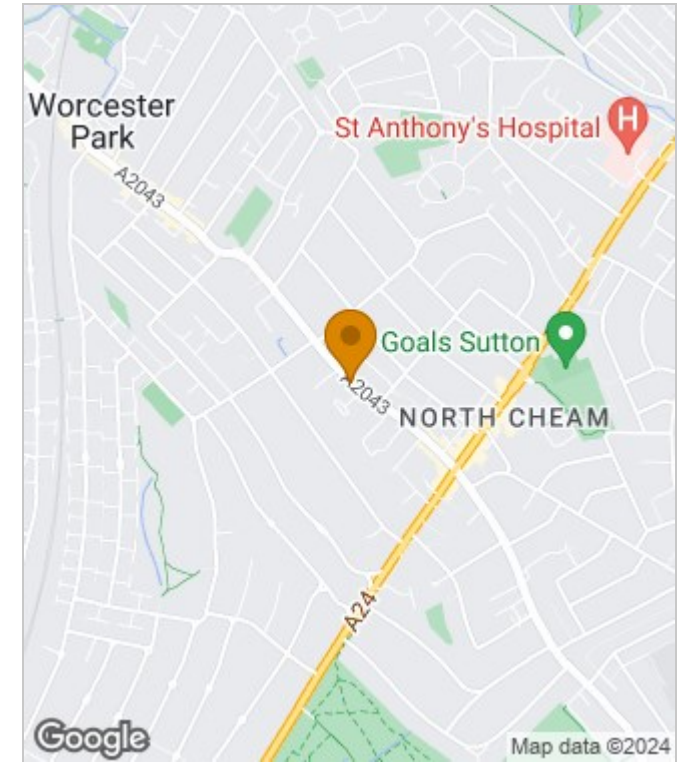 Worcester
Park
A2043
St Anthony's Hospital
H
Goals Sutton
A2043
NORTH CHEAM
A24
Google
Map data ©2024